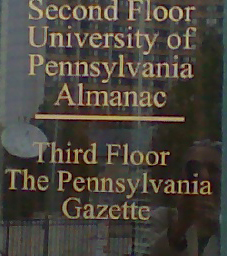 Second Floor
University of
Pennsylvania
Almanac
Third Floor
The Pennsylvania
Gazette